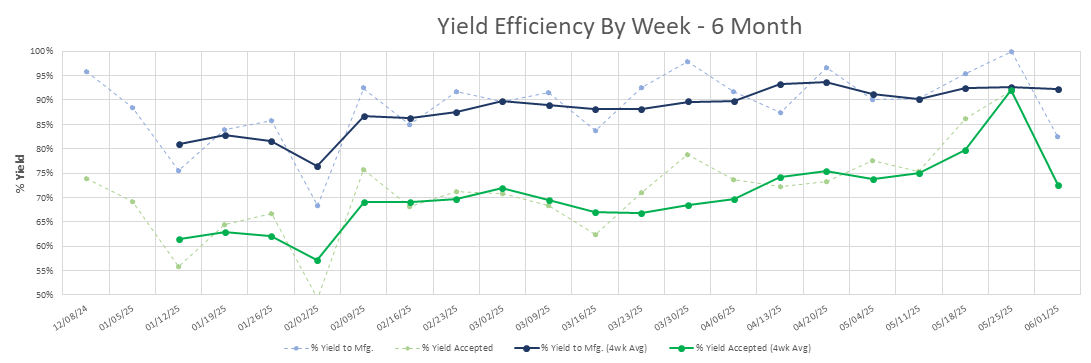 Yield Efficiency By Week - 6 Month
100%
95%
90%
85%
80%
75%
70%
65%
60%
55%
50%
% Yield
12/08/24 01/05/25 01/12/25 01/19/25 01/26/25 02/02/25 02/09/25 02/16/25 02/23/25 03/02/25 03/09/25 03/16/25 03/23/25 03/30/25 04/06/25 04/13/25 04/20/25 05/04/25 05/11/25 05/18/25 05/25/25 06/01/25
% Yield to Mfg. % Yield Accepted % Yield to Mfg. (4wk Avg) % Yield Accepted (4wk Avg)